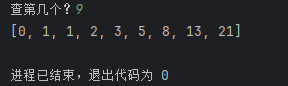 查第几个？9
[0, 1, 1, 2, 3, 5, 8, 13, 21]
进程已结束，退出代码为 0